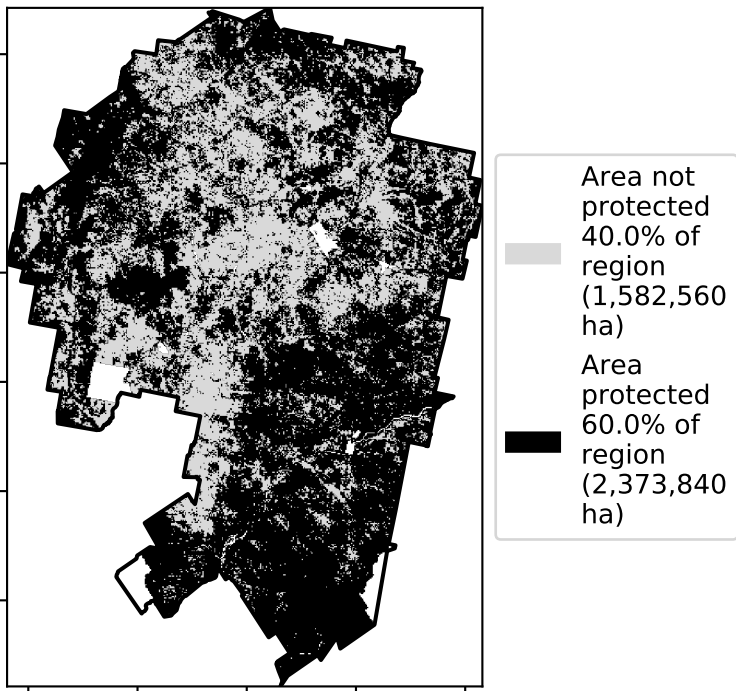 Area not
protected
40.0% of
region
(1,582,560
ha)
Area
protected
60.0% of
region
(2,373,840
ha)